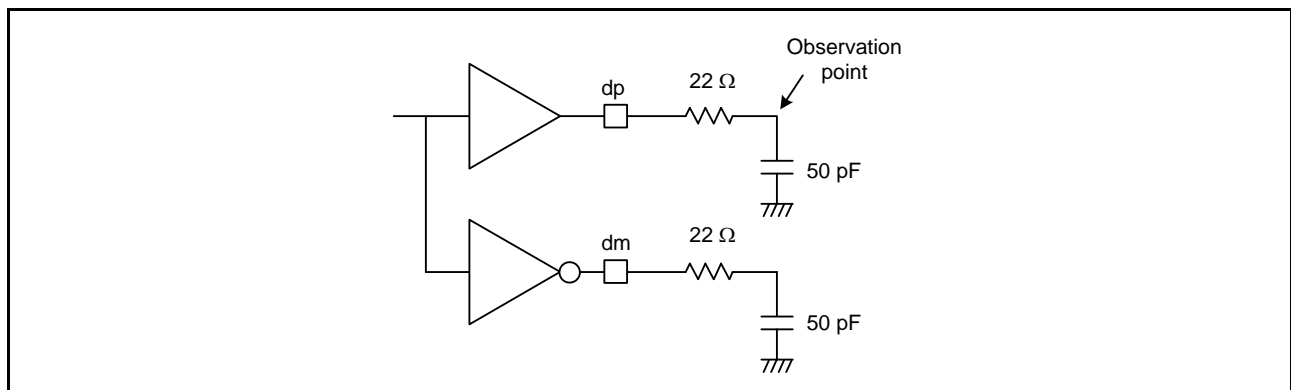 Observation
point
dp
22 Ω
50 pF
dm
22 Ω
50 pF